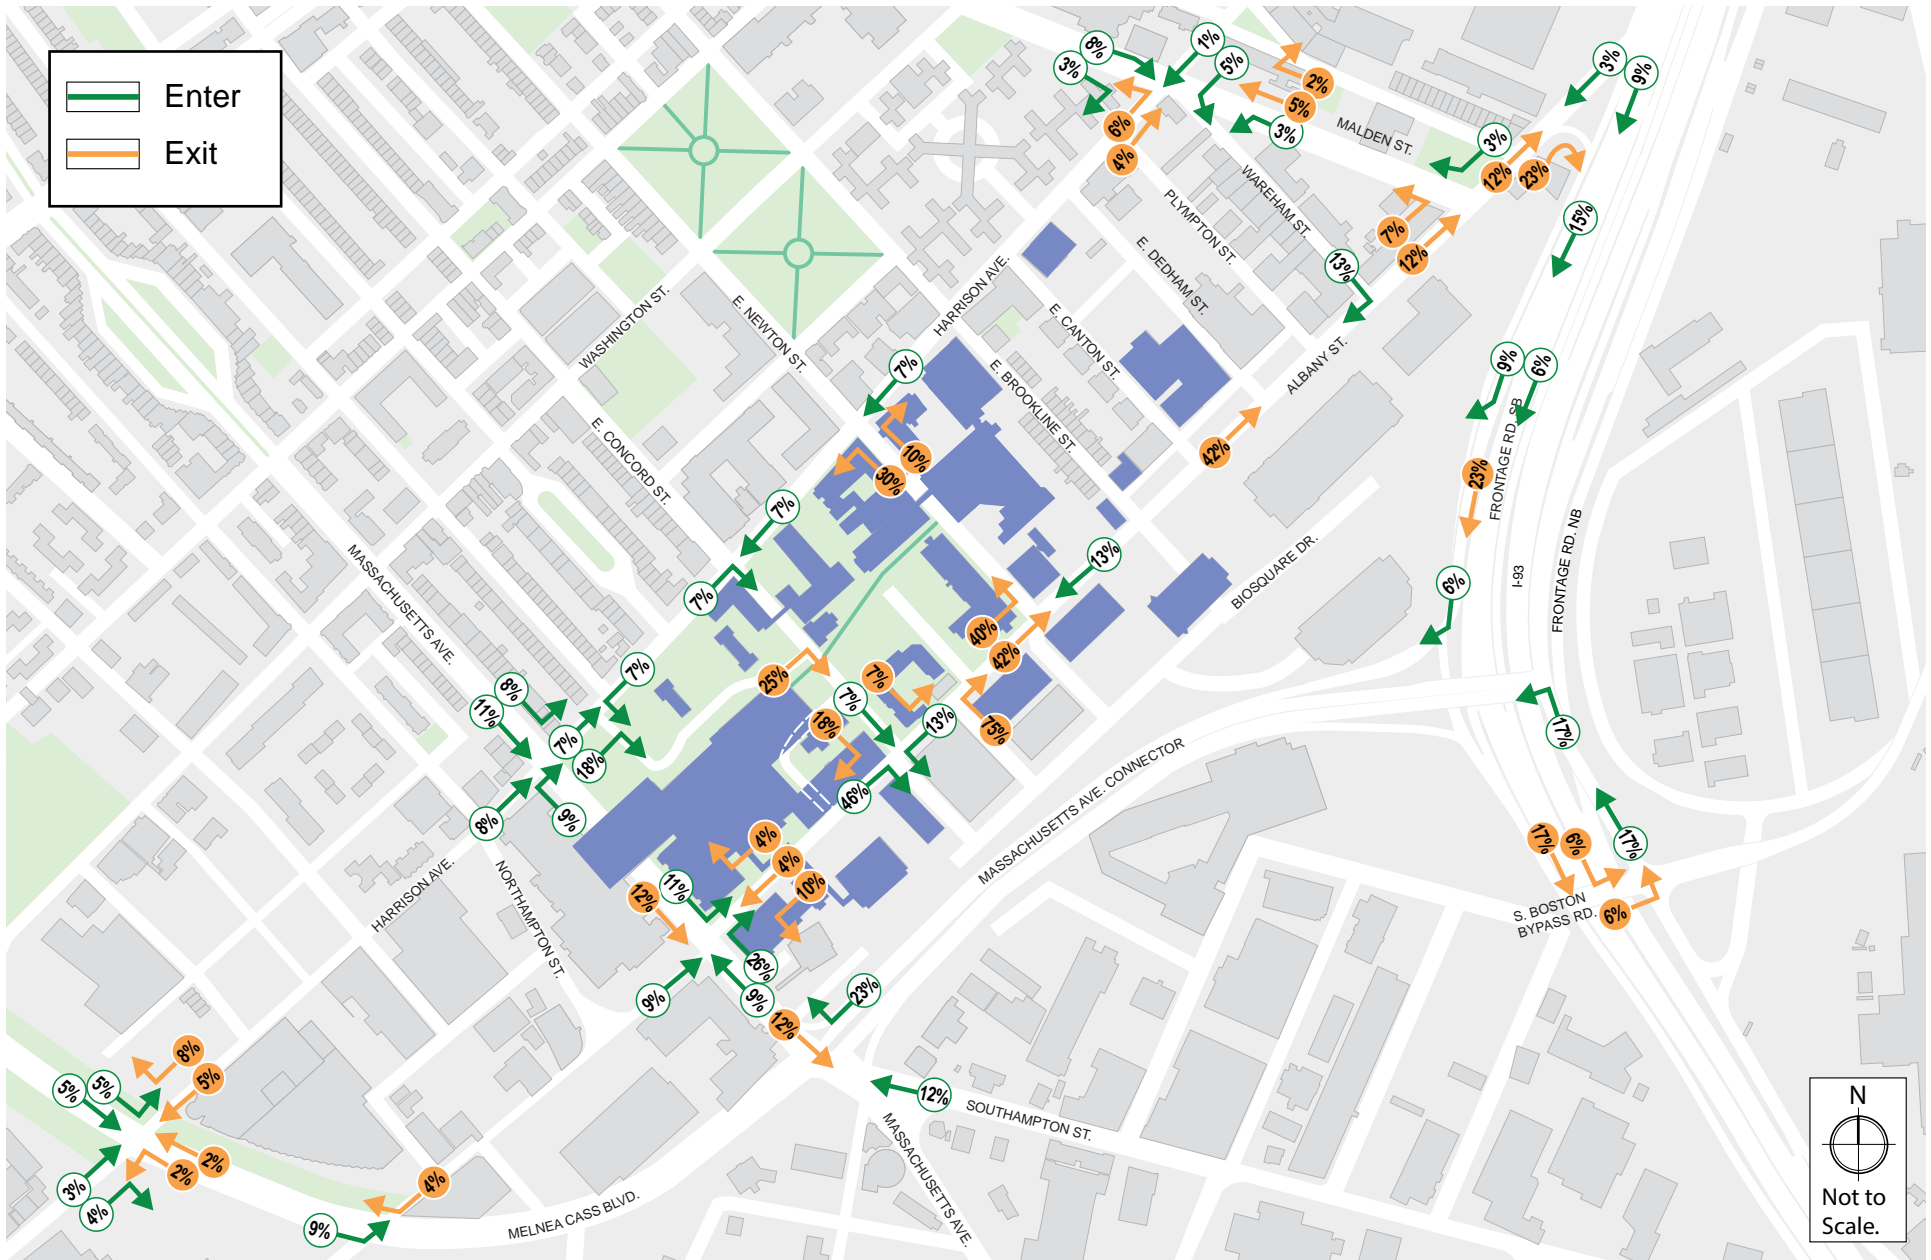 Enter
Exit
8%
3%
1%
5%
2%
5%
3%
6%
4%
MALDEN ST.
3%
12%
23%
3%
9%
15%
WAREHAM ST.
PLYMPTON ST.
E. DEDHAM ST.
7%
12%
13%
HARRISON AVE.
E. CANTON ST.
ALBANY ST.
E. BROOKLINE ST.
WASHINGTON ST.
E. NEWTON ST.
E. CONCORD ST.
7%
10%
30%
42%
9%
6%
23%
FRONTAGE RD. SB
FRONTAGE RD. NB
I-93
6%
BIOSQUARE DR.
7%
7%
13%
40%
42%
MASSACHUSETTS AVE.
7%
8%
11%
7%
18%
8%
9%
25%
7%
7%
18%
13%
75%
46%
MASSACHUSETTS AVE. CONNECTOR
17%
17%
17%
6%
6%
S. BOSTON
BYPASS RD.
HARRISON AVE.
NORTHAMPTON ST.
4%
4%
10%
11%
12%
26%
9%
9%
12%
23%
12%
SOUTHAMPTON ST.
MASSACHUSETTS AVE.
MELNEA CASS BLVD.
8%
5%
5%
5%
2%
2%
3%
4%
4%
9%
N
Not to
Scale.